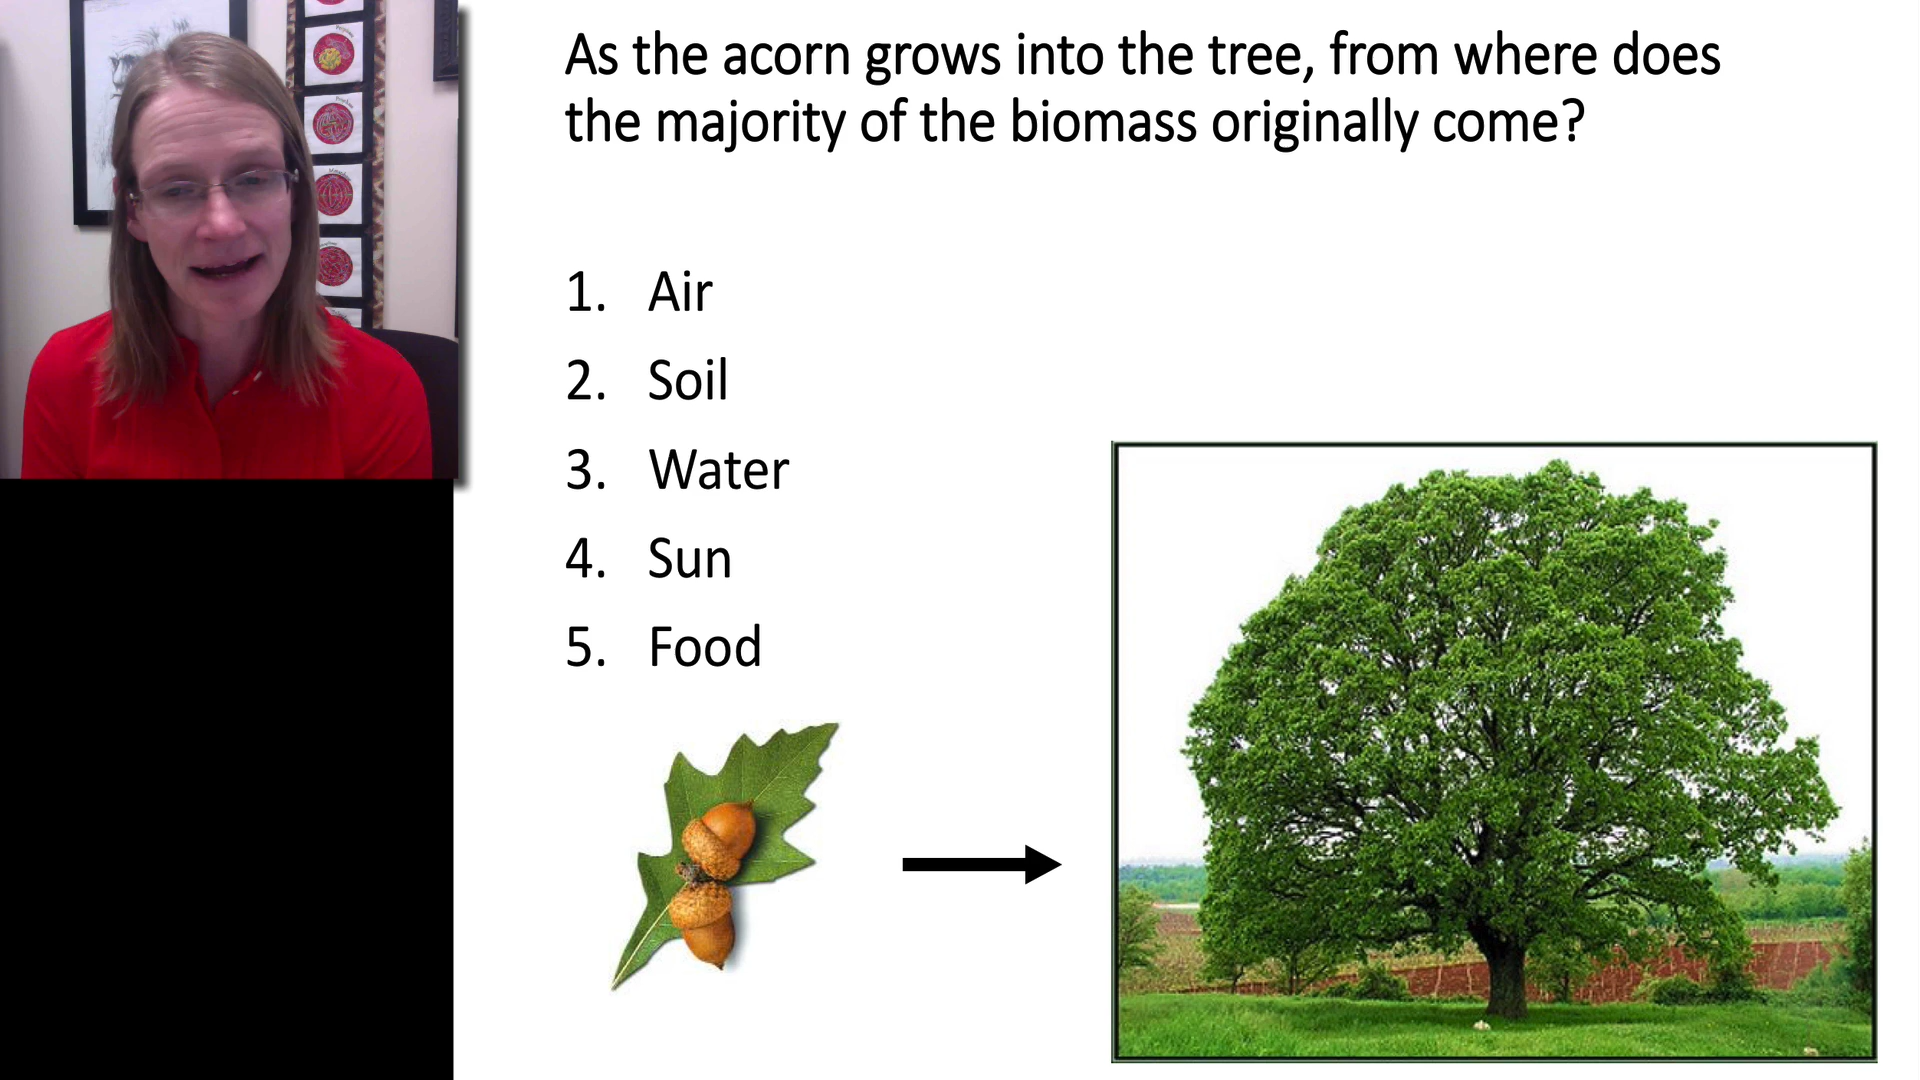 As the acorn grows into the tree, from where does
the majority of the biomass originally come?
1. Air
2. Soil
3. Water
4. Sun
5. Food